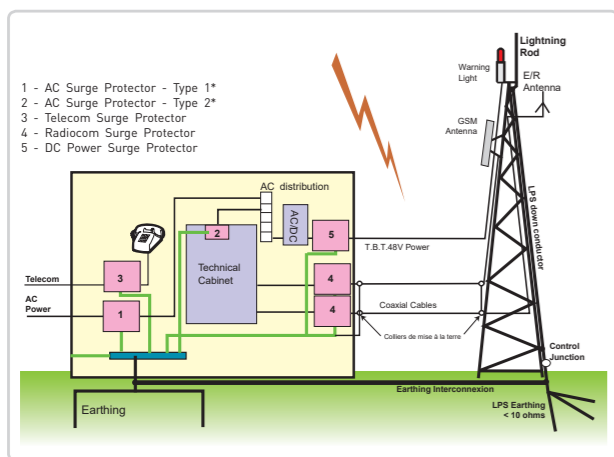 Lightning
Rod
Warning
Light
E/R
Antenna
GSM
Antenna
1 - AC Surge Protector - Type 1*
2 - AC Surge Protector - Type 2*
3 - Telecom Surge Protector
4 - Radiocom Surge Protector
5 - DC Power Surge Protector
AC distribution
LPS down conductor
2
AC/DC
5
T.B.T.48V Power
Technical
Cabinet
Telecom
3
4
AC
Power
1
4
Coaxial Cables
Colliers de mise à la terre
Control
Junction
Earthing Interconnexion
Earthing
LPS Earthing
< 10 ohms